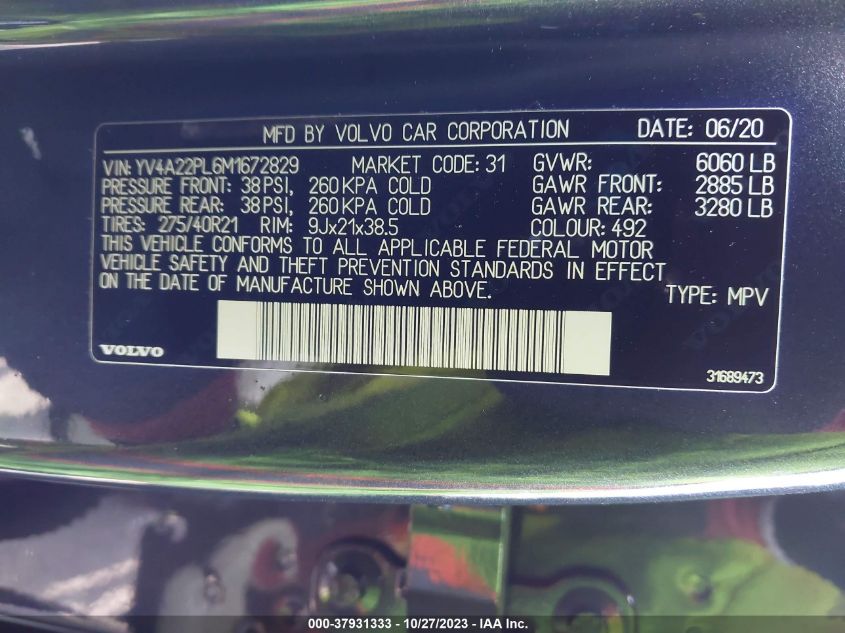 MFD BY VOLVO CAR CORPORATION DATE: 06/20
VIN: YV4A22PL6M1672829 MARKET CODE: 31 GVWR: 6060 LB
PRESSURE FRONT: 38 PSI, 260 KPA COLD GAWR FRONT: 2885 LB
PRESSURE REAR: 38 PSI, 260 KPA COLD GAWR REAR: 3280 LB
TIRES: 275/40R21 RIM: 9Jx21x38.5 COLOUR: 492
THIS VEHICLE CONFORMS TO ALL APPLICABLE FEDERAL MOTOR
VEHICLE SAFETY AND THEFT PREVENTION STANDARDS IN EFFECT
ON THE DATE OF MANUFACTURE SHOWN ABOVE. TYPE: MPV
VOLVO
31689473
000-37931333 - 10/27/2023 - IAA Inc.